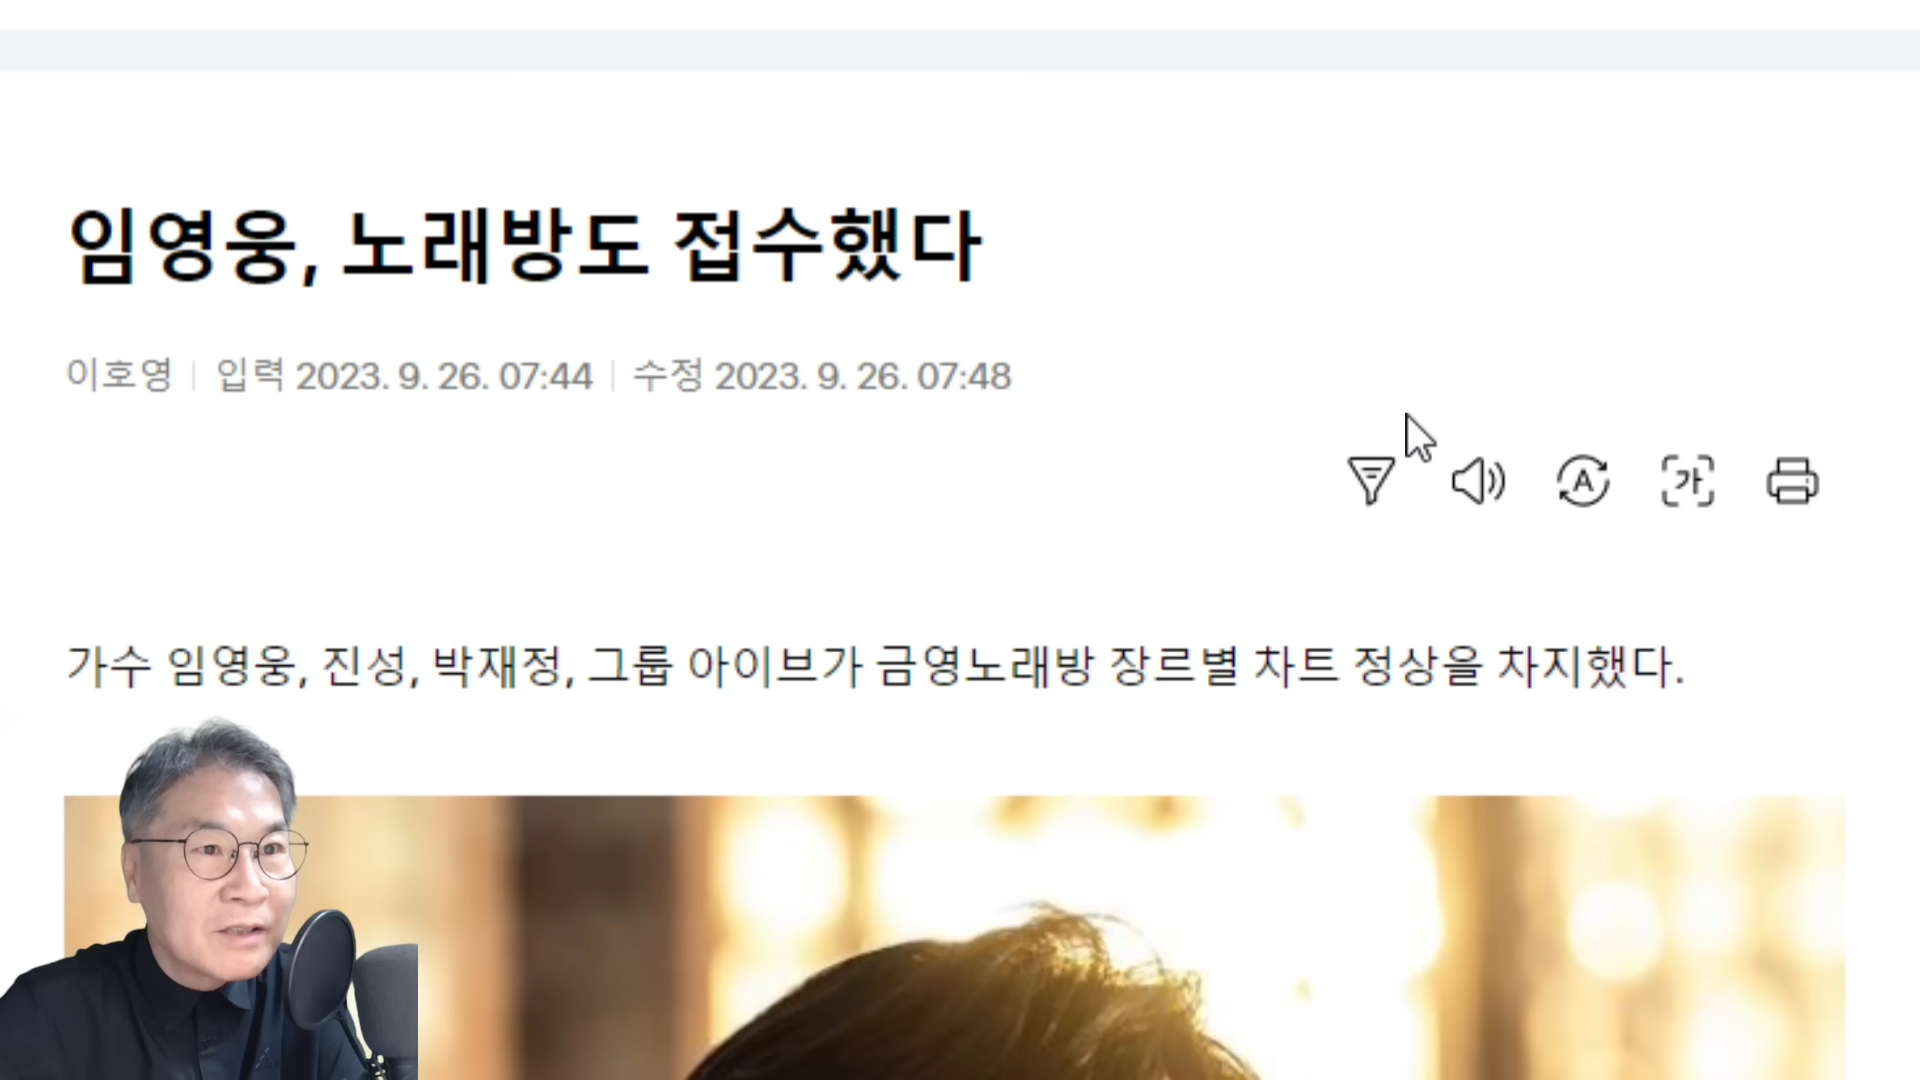 임영웅, 노래방도 접수했다
이호영 | 입력 2023. 9. 26. 07:44 | 수정 2023. 9. 26. 07:48
A 가
가수 임영웅, 진성, 박재정, 그룹 아이브가 금영노래방 장르별 차트 정상을 차지했다.